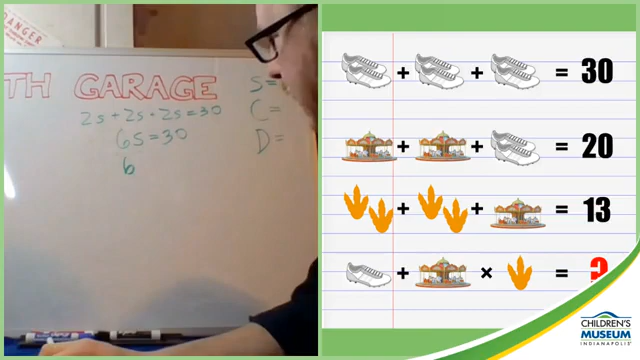 ANGER
TH GARAGE
2s + 2s + 2s = 30
6s = 30
6
S =
C =
D =
+ + = 30
+ + = 20
+ + = 13
+ × = ?
CHILDREN'S
MUSEUM
INDIANAPOLIS